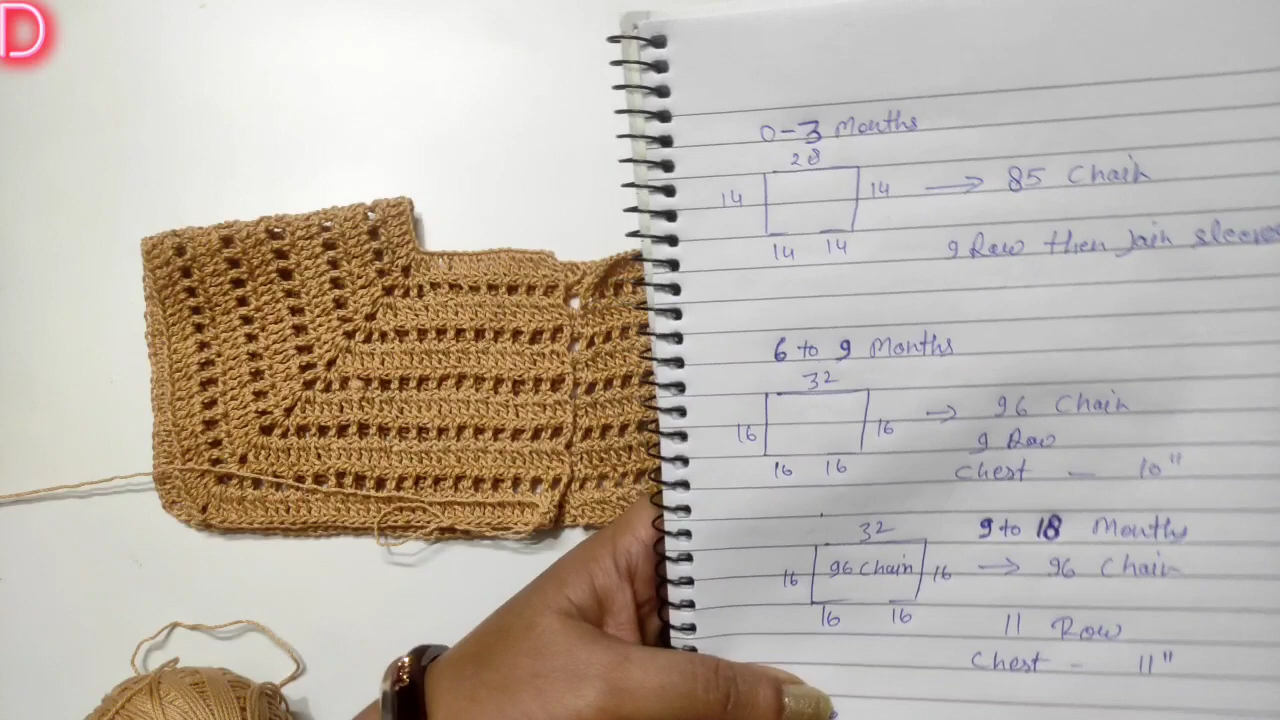 D
0-3 Months
28
14 14 → 85 Chain
14 14 9 Row then Join sleeves
6 to 9 Months
32
16 16 → 96 Chain
9 Row
16 16 Chest - 10"
32 9 to 18 Months
16 96 Chain 16 → 96 Chain
16 16 11 Row
Chest - 11"